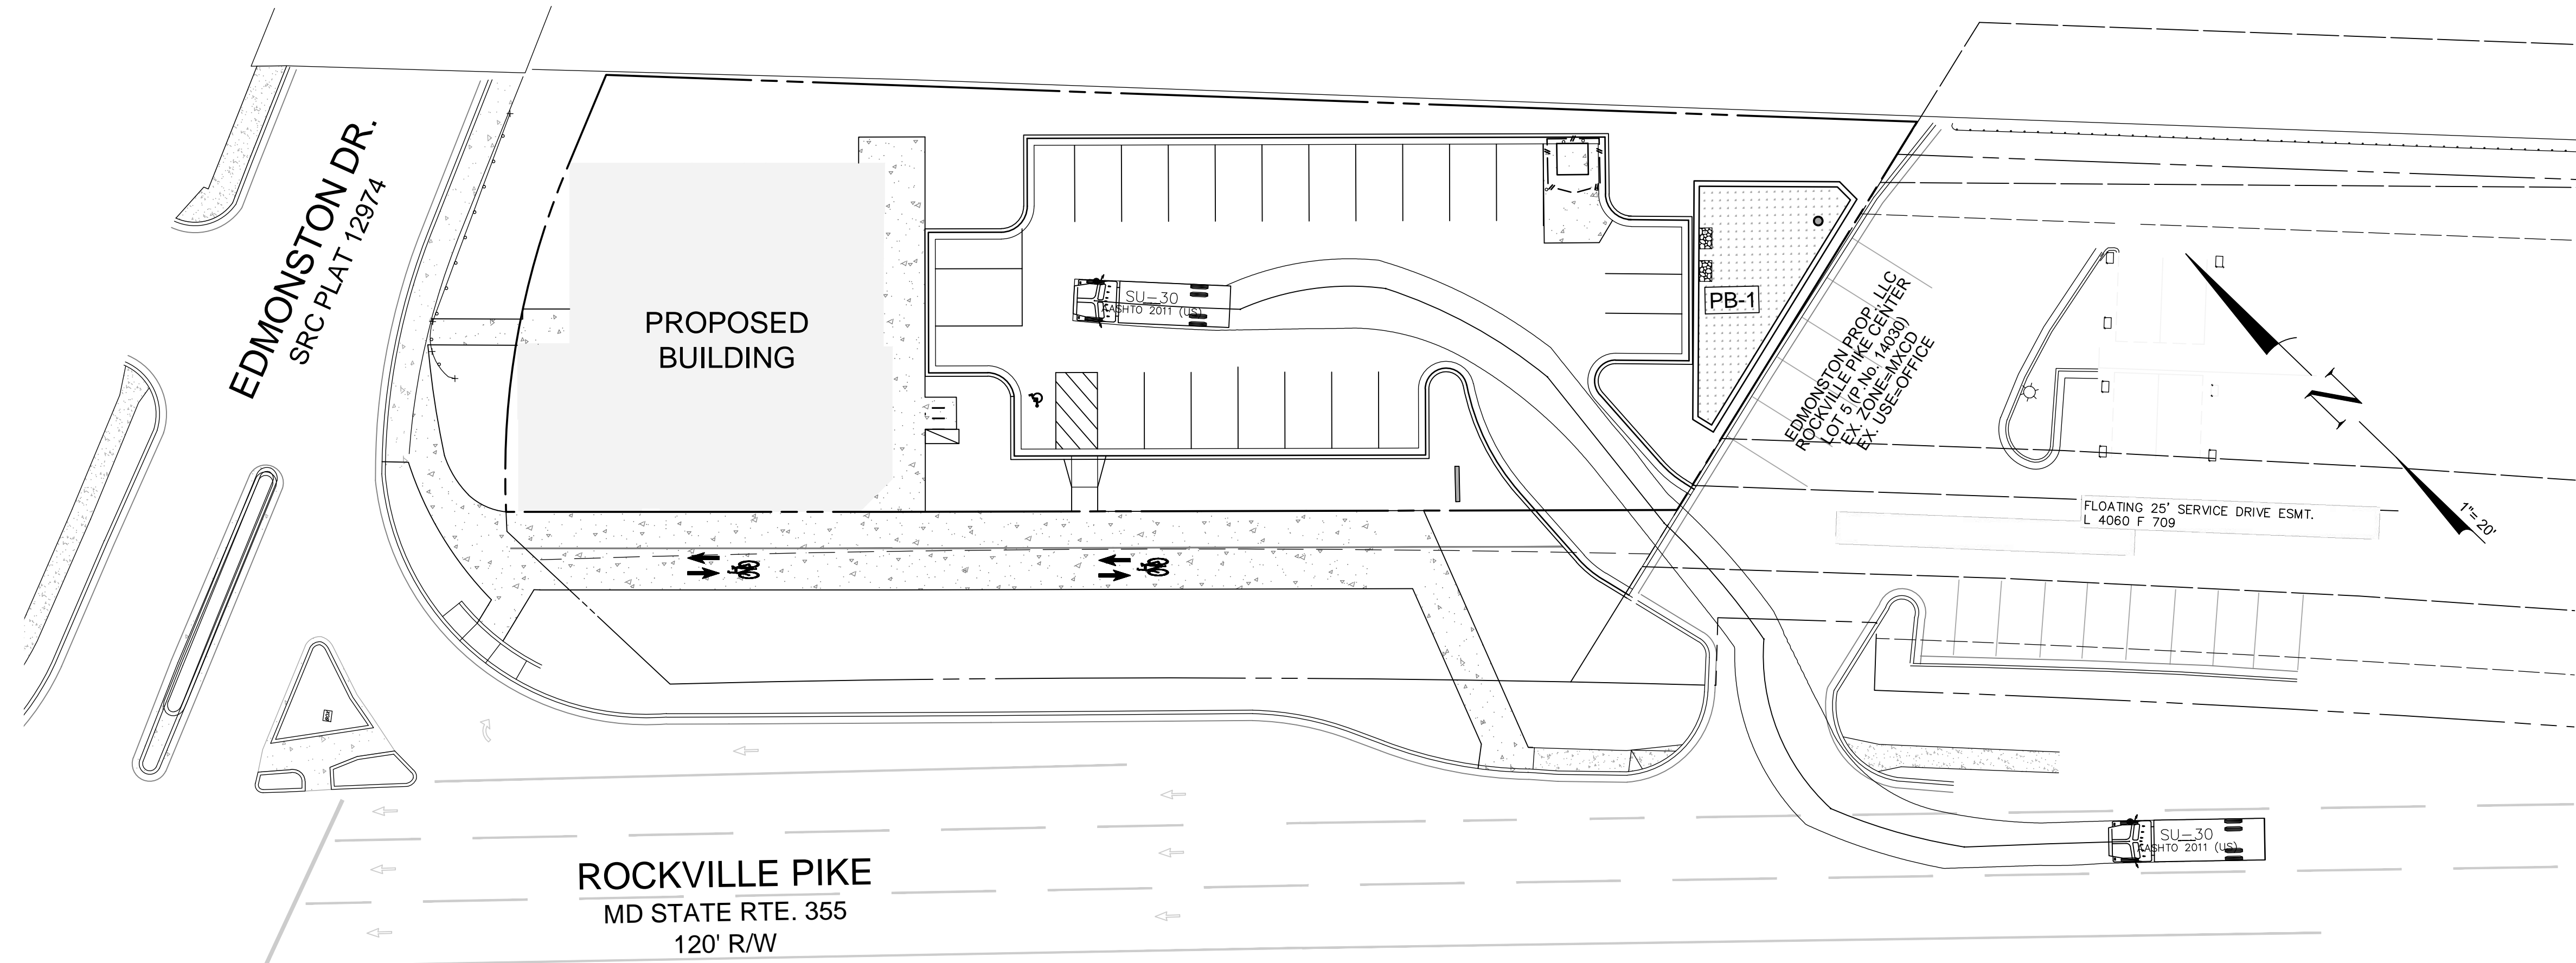 EDMONSTON DR.
SRC PLAT 12974
PROPOSED
BUILDING
SU-30
AASHTO 2011 (US)
PB-1
EDMONSTON PROP., LLC
ROCKVILLE PIKE CENTER
LOT 5 (P.No. 14030)
EX. ZONE=MXCD
EX. USE=OFFICE
FLOATING 25' SERVICE DRIVE ESMT.
L 4060 F 709
1"= 20'
SU-30
AASHTO 2011 (US)
ROCKVILLE PIKE
MD STATE RTE. 355
120' R/W